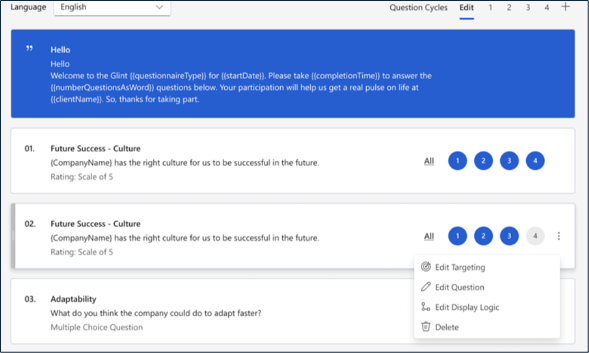 Language English Question Cycles Edit 1 2 3 4 +
” Hello
Hello
Welcome to the Glint {{questionnaireType}} for {{startDate}}. Please take {{completionTime}} to answer the
{{numberQuestionsAsWord}} questions below. Your participation will help us get a real pulse on life at
{{clientName}}. So, thanks for taking part.
01. Future Success - Culture
{CompanyName} has the right culture for us to be successful in the future. All 1 2 3 4
Rating: Scale of 5
02. Future Success - Culture
{CompanyName} has the right culture for us to be successful in the future. All 1 2 3 4
Rating: Scale of 5
Edit Targeting
Edit Question
Edit Display Logic
Delete
03. Adaptability
What do you think the company could do to adapt faster?
Multiple Choice Question